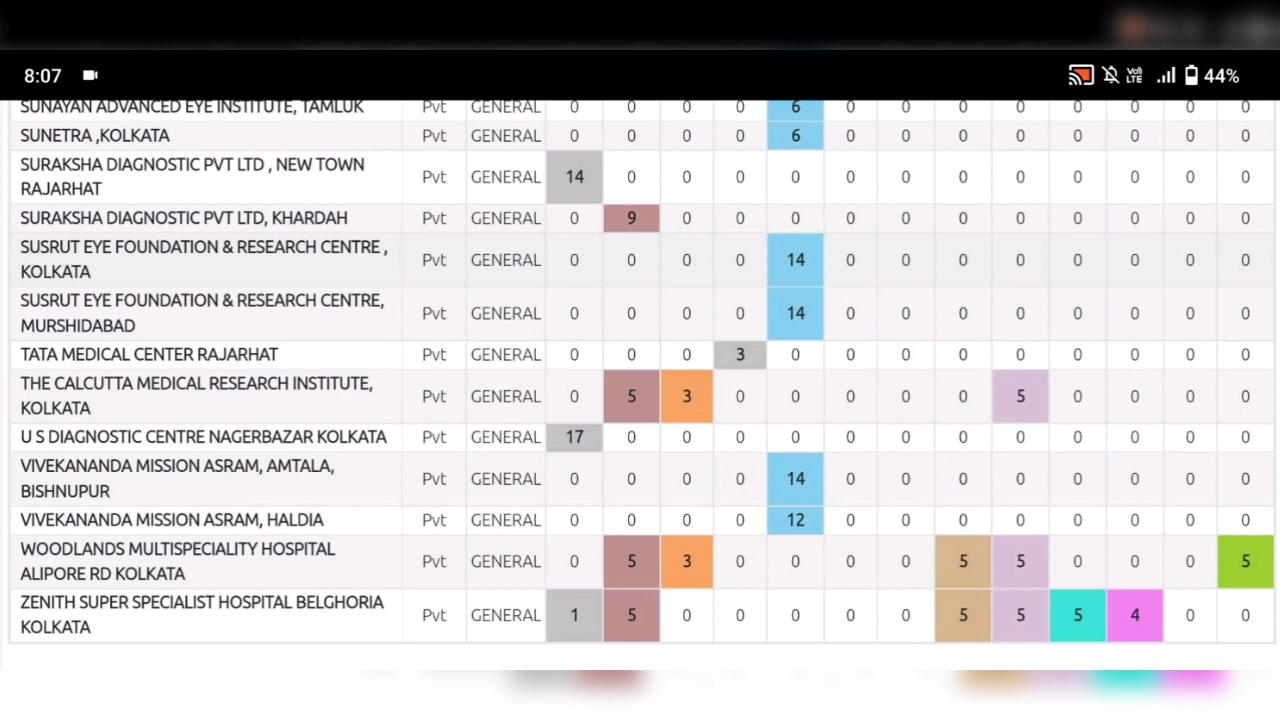 8:07 Vo) LTE 44%
SUNAYAN ADVANCED EYE INSTITUTE, TAMLUK Pvt GENERAL 0 0 0 0 6 0 0 0 0 0 0 0 0
SUNETRA ,KOLKATA Pvt GENERAL 0 0 0 0 6 0 0 0 0 0 0 0 0
SURAKSHA DIAGNOSTIC PVT LTD , NEW TOWN
RAJARHAT Pvt GENERAL 14 0 0 0 0 0 0 0 0 0 0 0 0
SURAKSHA DIAGNOSTIC PVT LTD, KHARDAH Pvt GENERAL 0 9 0 0 0 0 0 0 0 0 0 0 0
SUSRUT EYE FOUNDATION & RESEARCH CENTRE ,
KOLKATA Pvt GENERAL 0 0 0 0 14 0 0 0 0 0 0 0 0
SUSRUT EYE FOUNDATION & RESEARCH CENTRE,
MURSHIDABAD Pvt GENERAL 0 0 0 0 14 0 0 0 0 0 0 0 0
TATA MEDICAL CENTER RAJARHAT Pvt GENERAL 0 0 0 3 0 0 0 0 0 0 0 0 0
THE CALCUTTA MEDICAL RESEARCH INSTITUTE,
KOLKATA Pvt GENERAL 0 5 3 0 0 0 0 0 5 0 0 0 0
U S DIAGNOSTIC CENTRE NAGERBAZAR KOLKATA Pvt GENERAL 17 0 0 0 0 0 0 0 0 0 0 0 0
VIVEKANANDA MISSION ASRAM, AMTALA,
BISHNUPUR Pvt GENERAL 0 0 0 0 14 0 0 0 0 0 0 0 0
VIVEKANANDA MISSION ASRAM, HALDIA Pvt GENERAL 0 0 0 0 12 0 0 0 0 0 0 0 0
WOODLANDS MULTISPECIALITY HOSPITAL
ALIPORE RD KOLKATA Pvt GENERAL 0 5 3 0 0 0 0 5 5 0 0 0 5
ZENITH SUPER SPECIALIST HOSPITAL BELGHORIA
KOLKATA Pvt GENERAL 1 5 0 0 0 0 0 5 5 5 4 0 0